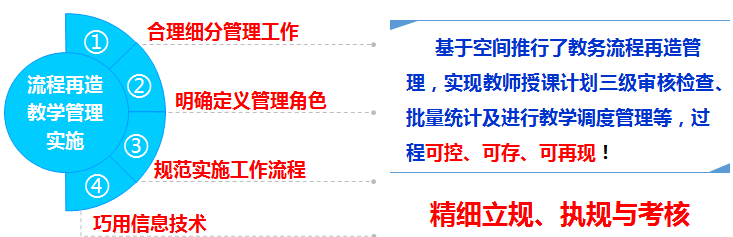 ① 合理细分管理工作
② 明确定义管理角色
③ 规范实施工作流程
④ 巧用信息技术
流程再造
教学管理
实施
基于空间推行了教务流程再造管
理，实现教师授课计划三级审核检查、
批量统计及进行教学调度管理等，过
程可控、可存、可再现！
精细立规、执规与考核